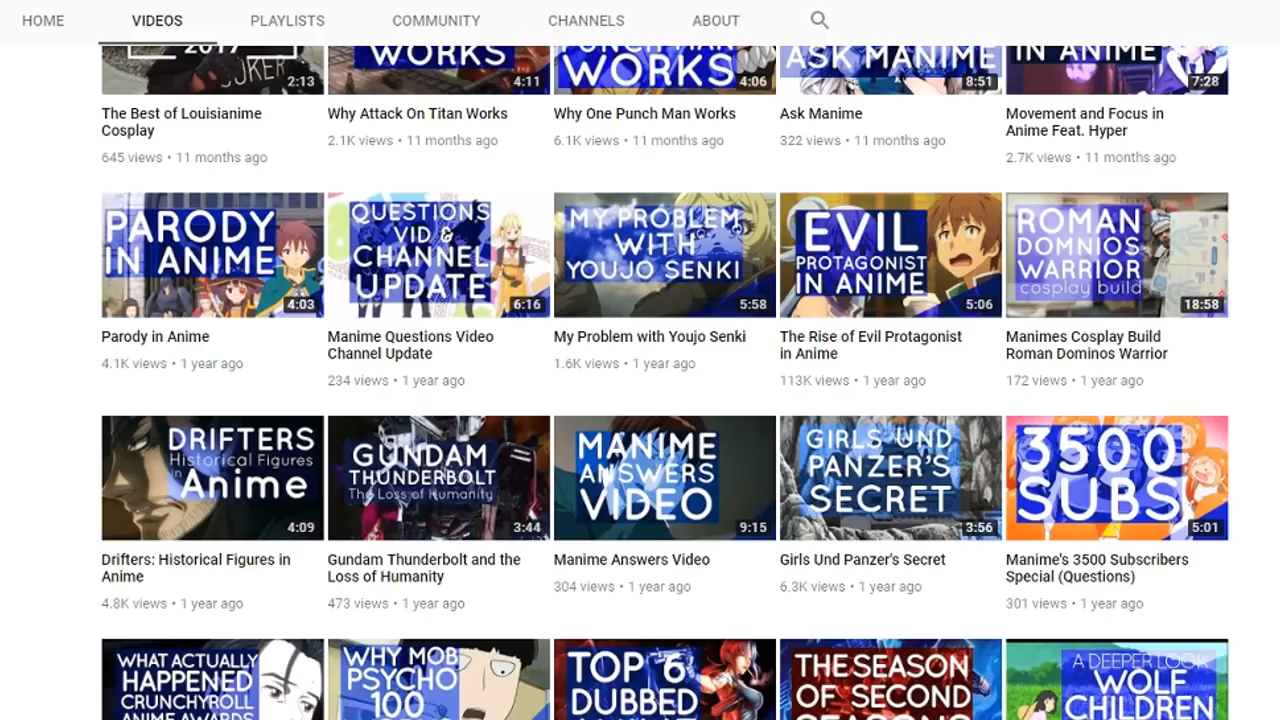 HOME VIDEOS PLAYLISTS COMMUNITY CHANNELS ABOUT
2017
JOKER
2:13
WORKS
4:11
PUNCH MAN
WORKS
4:06
ASK MANIME
8:51
IN ANIME
7:28
The Best of Louisianime
Cosplay
645 views • 11 months ago
Why Attack On Titan Works
2.1K views • 11 months ago
Why One Punch Man Works
6.1K views • 11 months ago
Ask Manime
322 views • 11 months ago
Movement and Focus in
Anime Feat. Hyper
2.7K views • 11 months ago
PARODY
IN ANIME
4:03
QUESTIONS
VID &
CHANNEL
UPDATE
6:16
MY PROBLEM
WITH
YOUJO SENKI
5:58
EVIL
PROTAGONIST
IN ANIME
5:06
ROMAN
DOMNIOS
WARRIOR
cosplay build
18:58
Parody in Anime
4.1K views • 1 year ago
Manime Questions Video
Channel Update
234 views • 1 year ago
My Problem with Youjo Senki
1.6K views • 1 year ago
The Rise of Evil Protagonist
in Anime
113K views • 1 year ago
Manimes Cosplay Build
Roman Dominos Warrior
172 views • 1 year ago
DRIFTERS
Historical Figures
in
Anime
4:09
GUNDAM
THUNDERBOLT
The Loss of Humanity
3:44
MANIME
ANSWERS
VIDEO
9:15
GIRLS UND
PANZER'S
SECRET
3:56
3500
SUBS
5:01
Drifters: Historical Figures in
Anime
4.8K views • 1 year ago
Gundam Thunderbolt and the
Loss of Humanity
473 views • 1 year ago
Manime Answers Video
304 views • 1 year ago
Girls Und Panzer's Secret
6.3K views • 1 year ago
Manime's 3500 Subscribers
Special (Questions)
301 views • 1 year ago
WHAT ACTUALLY
HAPPENED
CRUNCHYROLL
ANIME AWARDS
WHY MOB
PSYCHO
100
TOP 6
DUBBED
THE SEASON
OF SECOND
SEASONS
A DEEPER LOOK
WOLF
CHILDREN